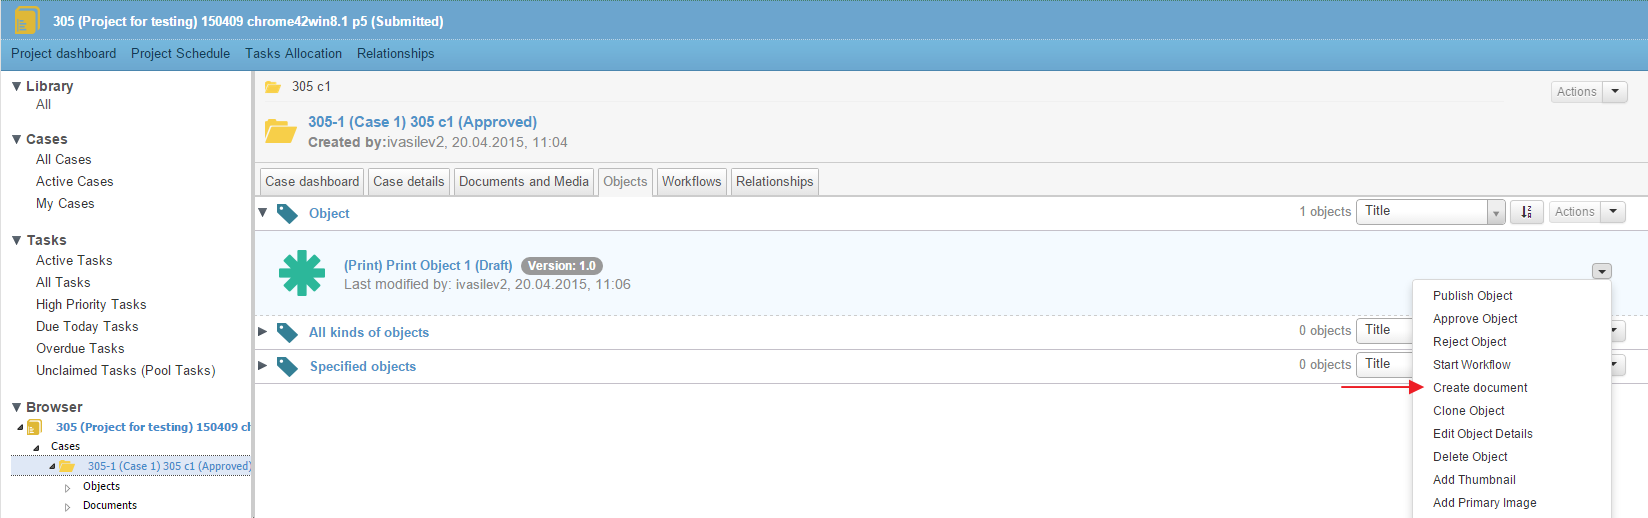 305 (Project for testing) 150409 chrome42win8.1 p5 (Submitted)
Project dashboard Project Schedule Tasks Allocation Relationships
Library
All
Cases
All Cases
Active Cases
My Cases
Tasks
Active Tasks
All Tasks
High Priority Tasks
Due Today Tasks
Overdue Tasks
Unclaimed Tasks (Pool Tasks)
Browser
305 (Project for testing) 150409 cl
Cases
305-1 (Case 1) 305 c1 (Approved)
Objects
Documents
305 c1
Actions
305-1 (Case 1) 305 c1 (Approved)
Created by:ivasilev2, 20.04.2015, 11:04
Case dashboard Case details Documents and Media Objects Workflows Relationships
Object 1 objects Title Actions
(Print) Print Object 1 (Draft) Version: 1.0
Last modified by: ivasilev2, 20.04.2015, 11:06
All kinds of objects 0 objects Title
Specified objects 0 objects Title
Publish Object
Approve Object
Reject Object
Start Workflow
Create document
Clone Object
Edit Object Details
Delete Object
Add Thumbnail
Add Primary Image